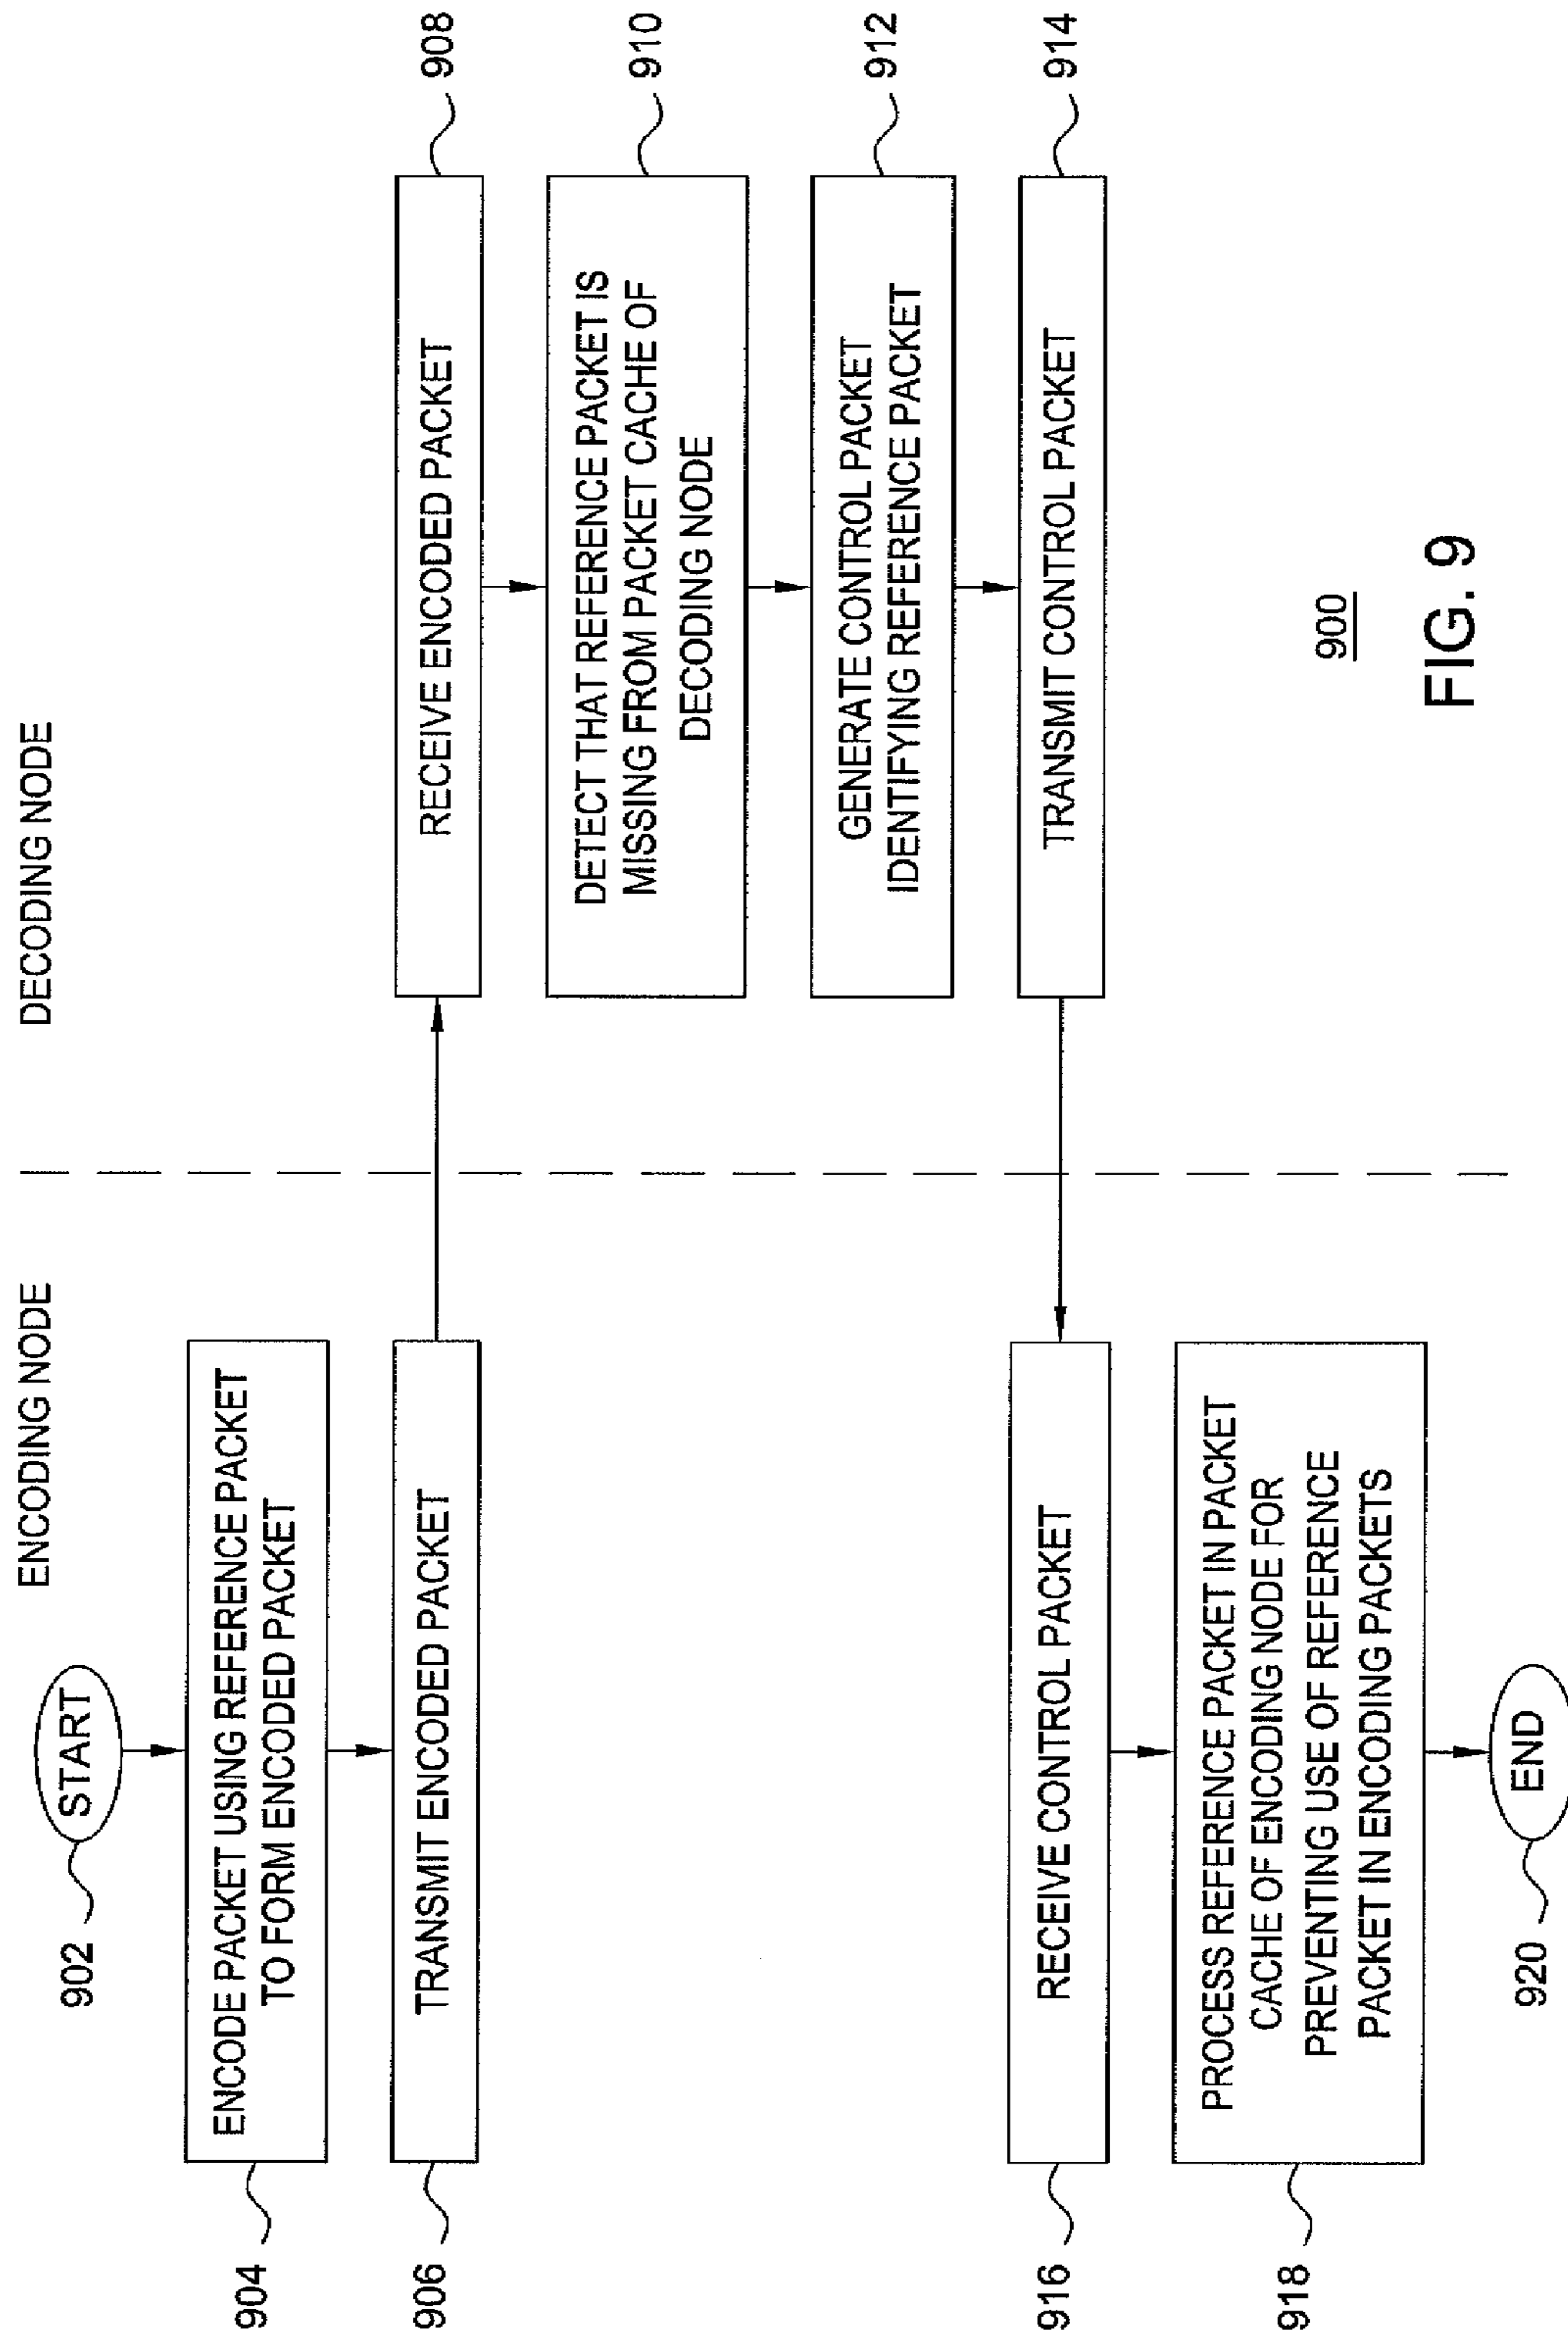 ENCODING NODE
DECODING NODE
902
START
904
ENCODE PACKET USING REFERENCE PACKET
TO FORM ENCODED PACKET
906
TRANSMIT ENCODED PACKET
RECEIVE ENCODED PACKET
908
DETECT THAT REFERENCE PACKET IS
MISSING FROM PACKET CACHE OF
DECODING NODE
910
GENERATE CONTROL PACKET
IDENTIFYING REFERENCE PACKET
912
TRANSMIT CONTROL PACKET
914
916
RECEIVE CONTROL PACKET
918
PROCESS REFERENCE PACKET IN PACKET
CACHE OF ENCODING NODE FOR
PREVENTING USE OF REFERENCE
PACKET IN ENCODING PACKETS
920
END
900
FIG. 9